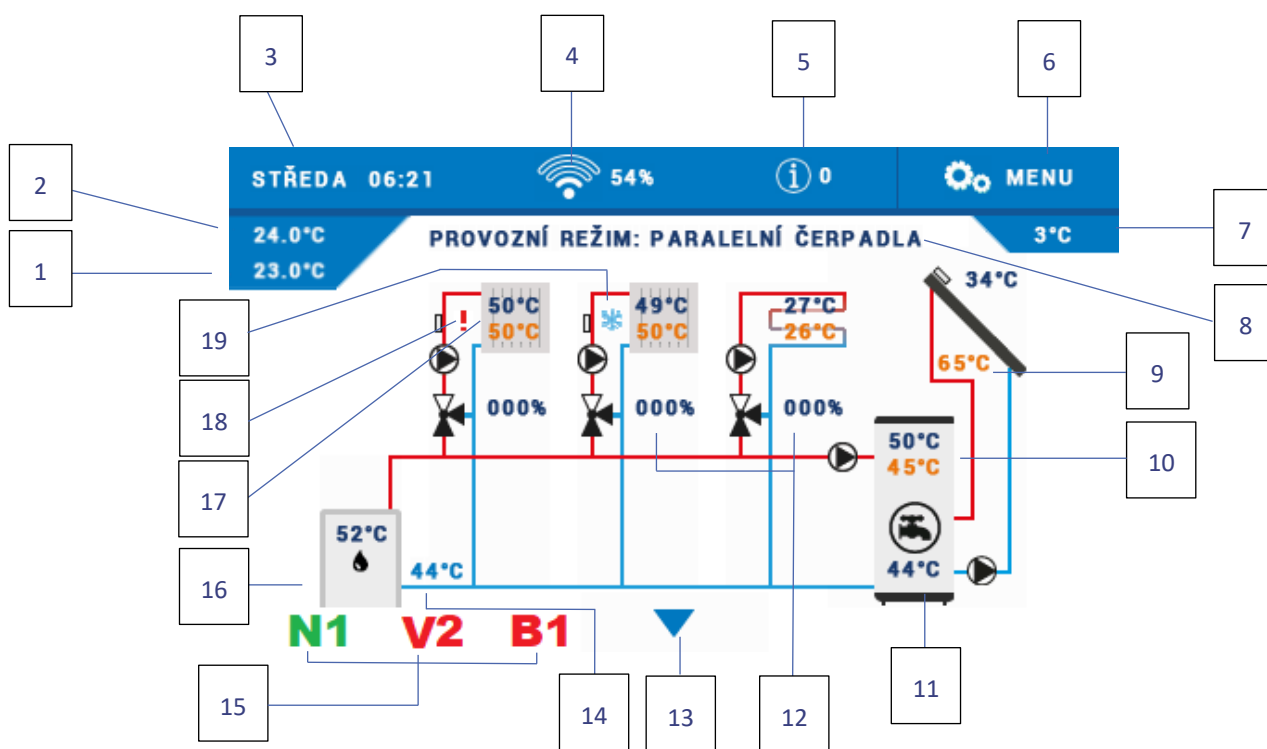 3
4
5
6
STŘEDA 06:21
54%
0
MENU
2
24.0°C
PROVOZNÍ REŽIM: PARALELNÍ ČERPADLA
3°C
7
1
23.0°C
19
50°C
49°C
27°C
34°C
8
50°C
50°C
26°C
65°C
9
18
000%
000%
000%
50°C
10
45°C
17
52°C
16
44°C
44°C
N1 V2 B1
15
14
13
12
11